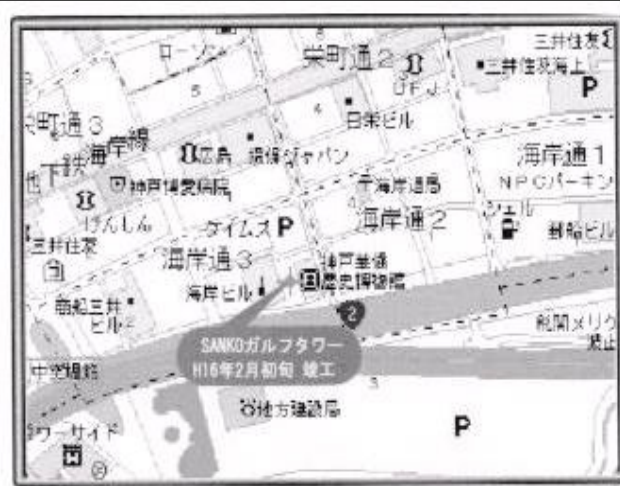 ローソン
栄町通2
三井住友
三井住友海上
UFJ
P
6
5
4
日栄ビル
栄町通3
海岸線
地下鉄
広島
損保ジャパン
神戸博愛病院
海岸通1
NPCパーキン
〒海岸通局
けんしん
タイムズP
海岸通2
シェル
郵船ビル
三井住友
海岸通3
神戸華僑
歴史博物館
海岸ビル
商船三井
ビル
2
SANKOガルフタワー
H16年2月初旬 竣工
3
地方建設局
P
ワーサイド